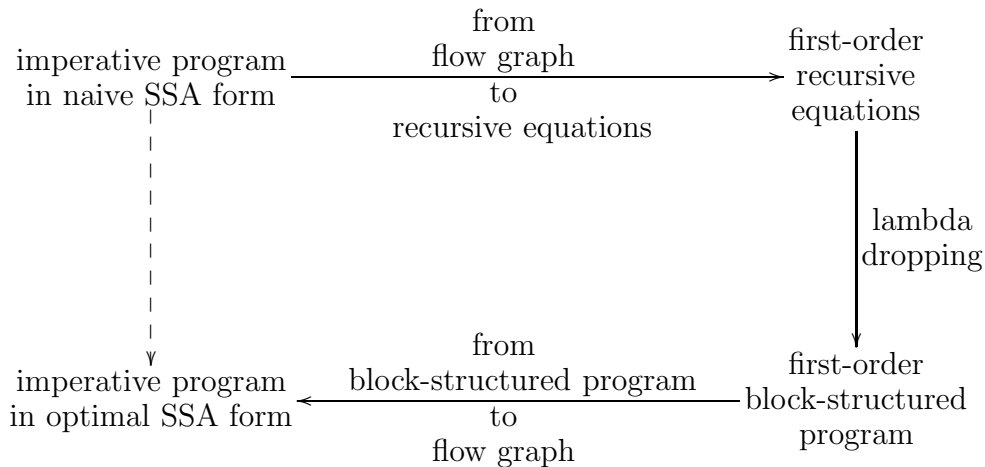 imperative program
in naive SSA form
from
flow graph
to
recursive equations
first-order
recursive
equations
lambda
dropping
imperative program
in optimal SSA form
from
block-structured program
to
flow graph
first-order
block-structured
program